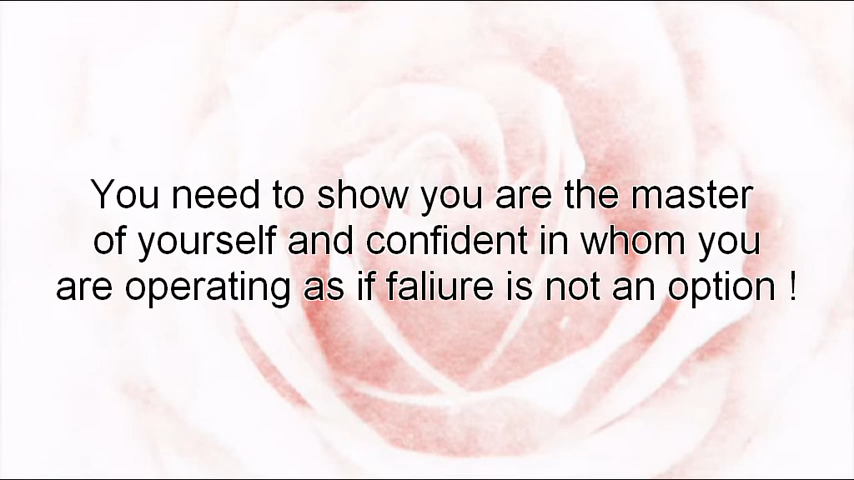 You need to show you are the master
of yourself and confident in whom you
are operating as if faliure is not an option !